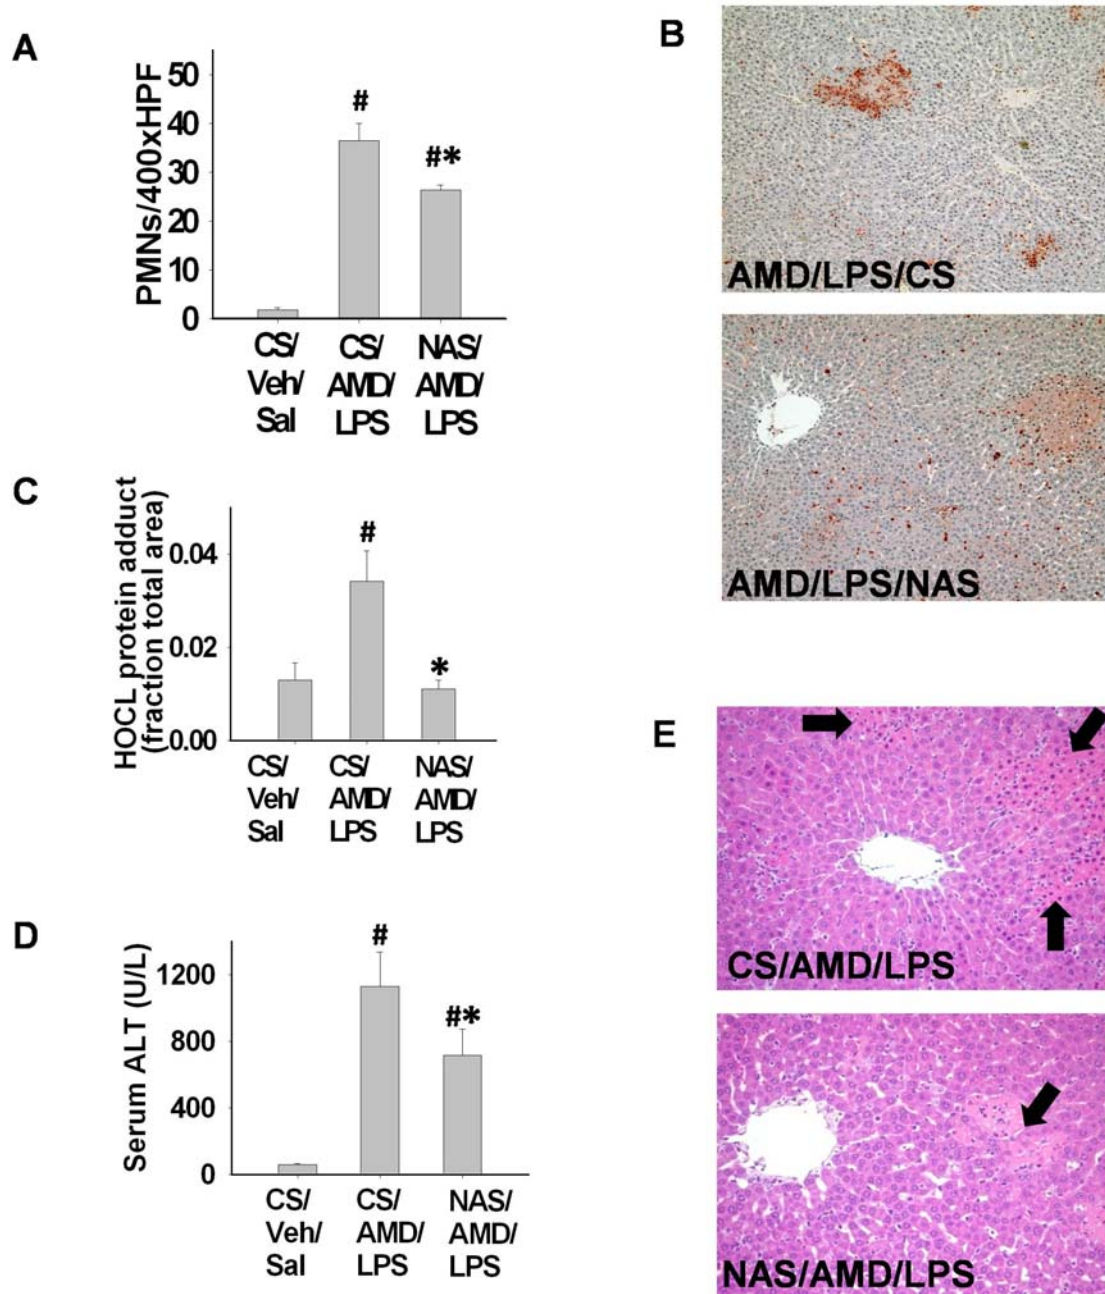 A
PMNs/400xHPF
50
40
30
20
10
0
#
#*
CS/
Veh/
Sal
CS/
AMD/
LPS
NAS/
AMD/
LPS
B
AMD/LPS/CS
AMD/LPS/NAS
C
HOCL protein adduct
(fraction total area)
0.04
0.02
0.00
#
*
CS/
Veh/
Sal
CS/
AMD/
LPS
NAS/
AMD/
LPS
D
Serum ALT (U/L)
1200
800
400
0
#
#*
CS/
Veh/
Sal
CS/
AMD/
LPS
NAS/
AMD/
LPS
E
CS/AMD/LPS
NAS/AMD/LPS